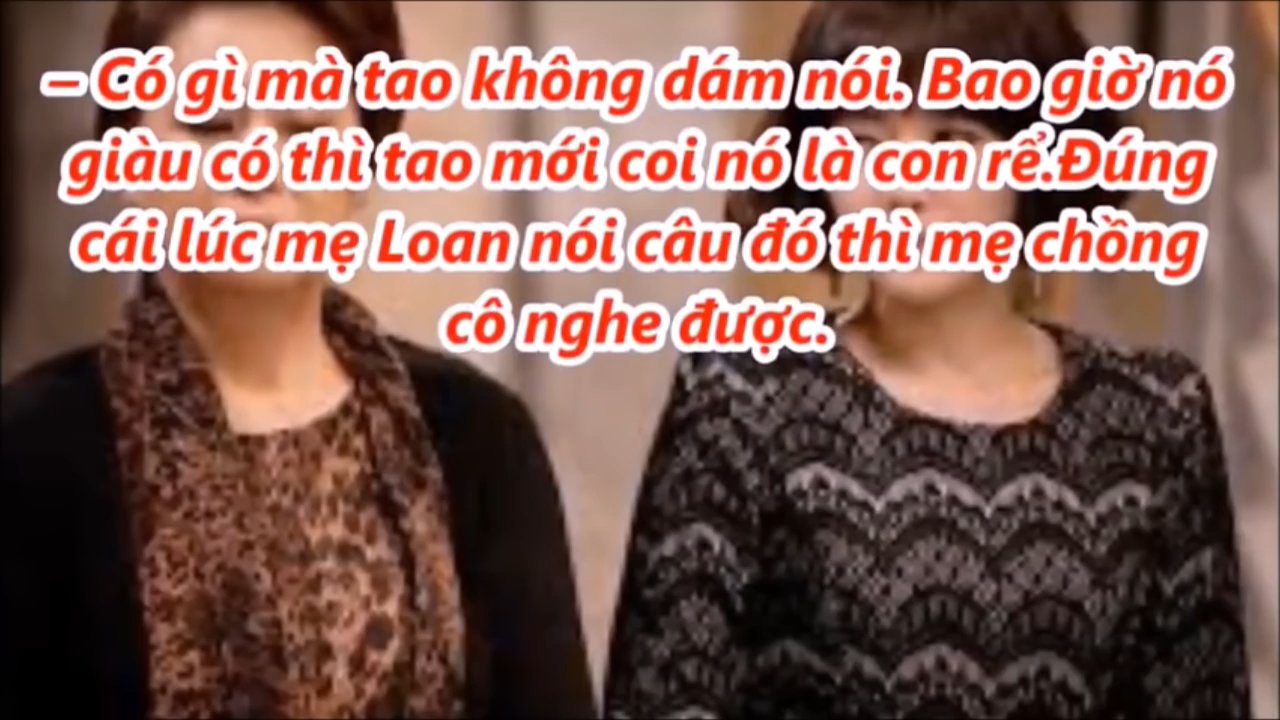 – Có gì mà tao không dám nói. Bao giờ nó
giàu có thì tao mới coi nó là con rể.Đúng
cái lúc mẹ Loan nói câu đó thì mẹ chồng
cô nghe được.